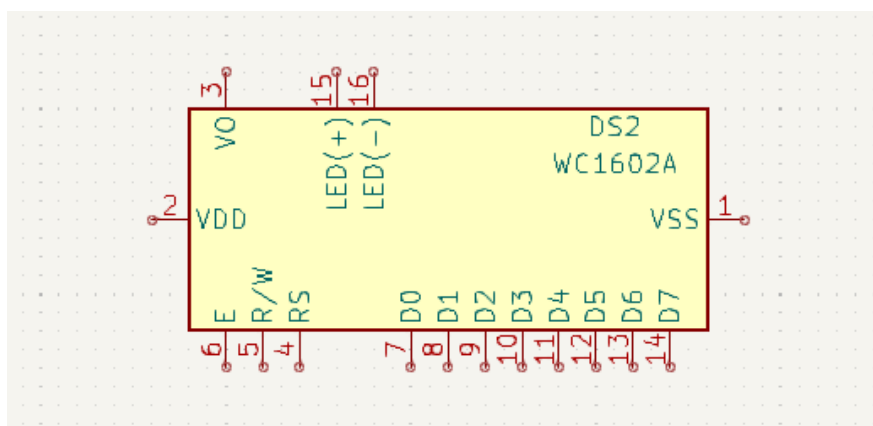 3 15 16
VO LED(+) LED(-) DS2
WC1602A
2 VDD VSS 1
E R/W RS D0 D1 D2 D3 D4 D5 D6 D7
6 5 4 7 8 9 10 11 12 13 14